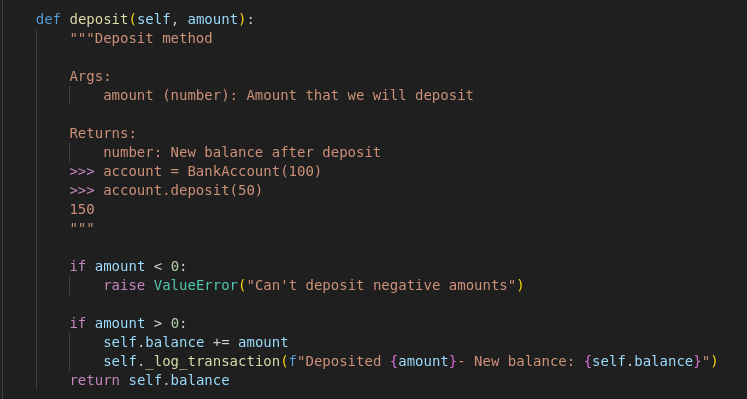 def deposit(self, amount):
    """Deposit method

    Args:
        amount (number): Amount that we will deposit

    Returns:
        number: New balance after deposit
    >>> account = BankAccount(100)
    >>> account.deposit(50)
    150
    """

    if amount < 0:
        raise ValueError("Can't deposit negative amounts")

    if amount > 0:
        self.balance += amount
        self._log_transaction(f"Deposited {amount}- New balance: {self.balance}")
    return self.balance